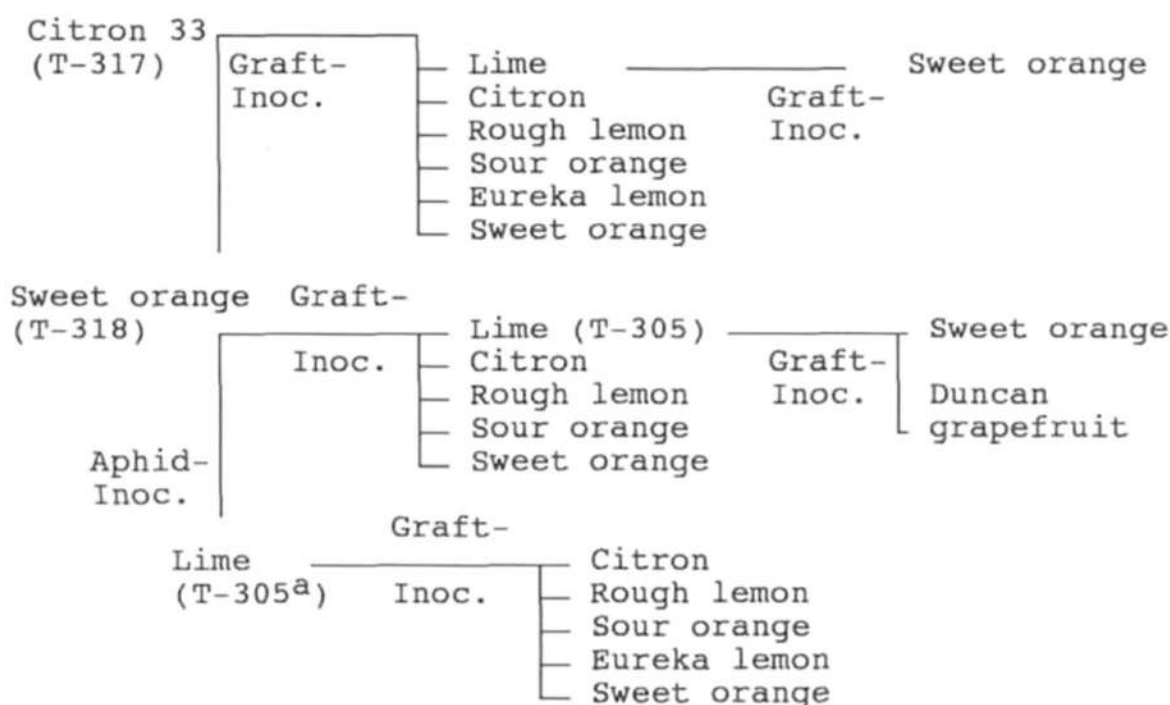 Citron 33
(T-317) Graft- Lime Sweet orange
Inoc. Citron Graft-
Rough lemon Inoc.
Sour orange
Eureka lemon
Sweet orange
Sweet orange Graft-
(T-318) Lime (T-305) Sweet orange
Inoc. Citron Graft-
Rough lemon Inoc. Duncan
Sour orange grapefruit
Aphid- Sweet orange
Inoc.
Graft-
Lime Citron
(T-305a) Inoc. Rough lemon
Sour orange
Eureka lemon
Sweet orange